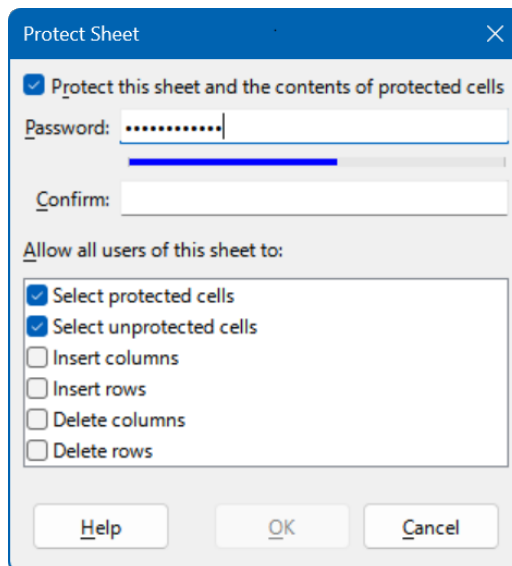 Protect Sheet
Protect this sheet and the contents of protected cells
Password: ••••••••••••
Confirm:
Allow all users of this sheet to:
Select protected cells
Select unprotected cells
Insert columns
Insert rows
Delete columns
Delete rows
Help OK Cancel